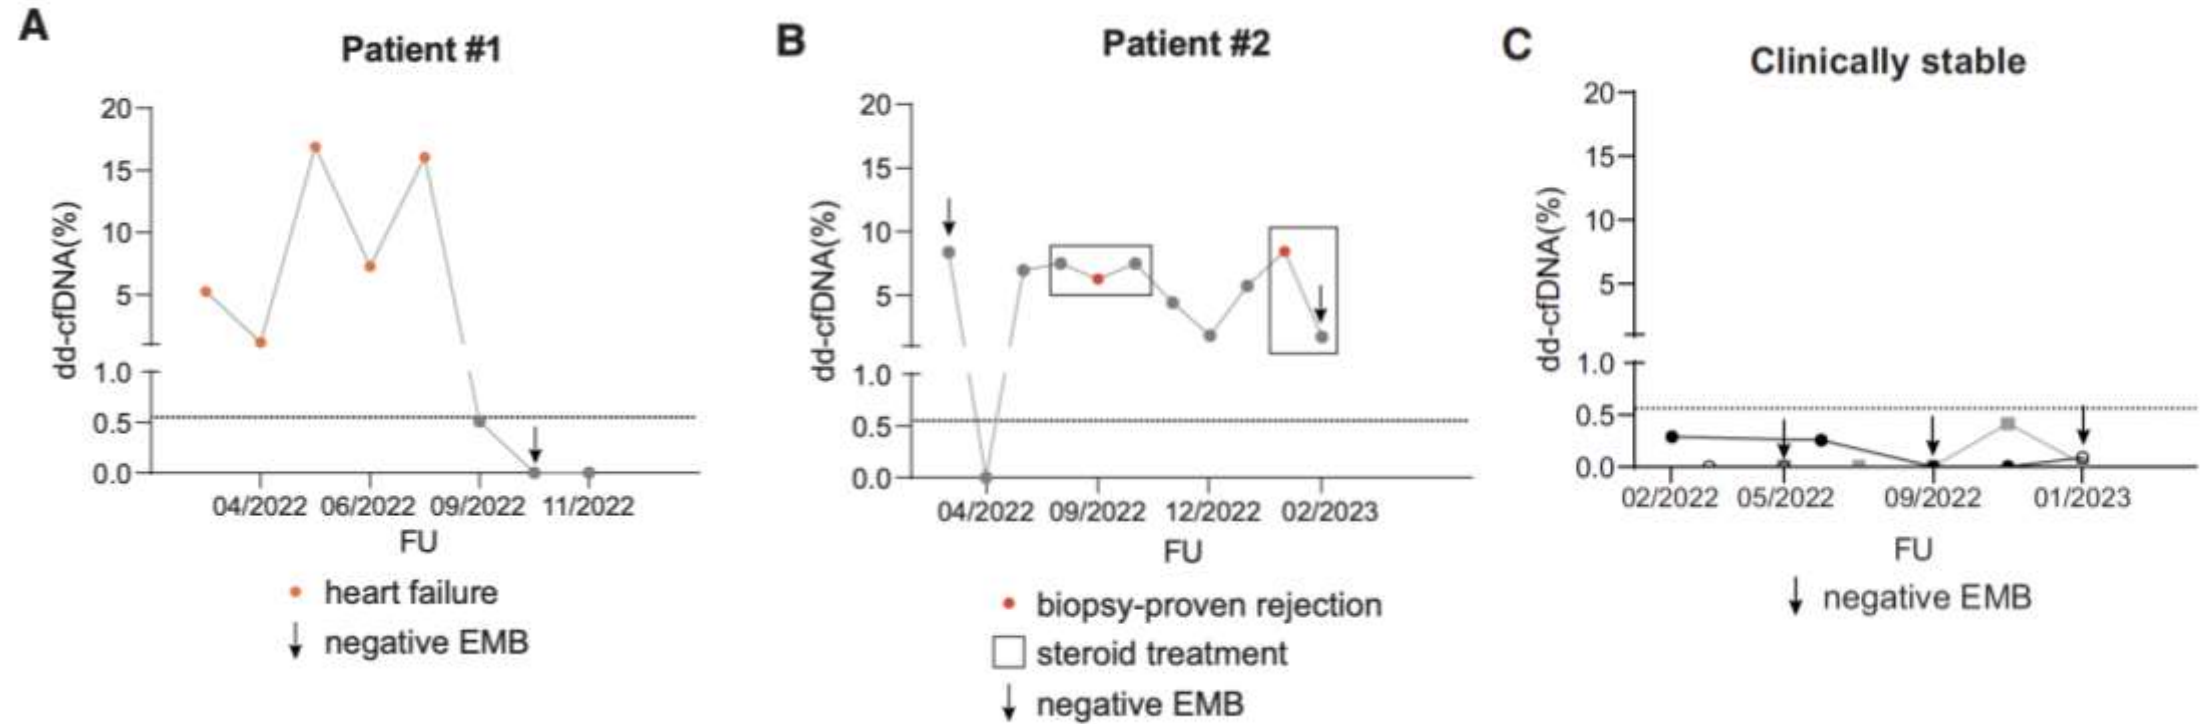 A
Patient #1
dd-cfDNA(%)
20
15
10
5
1.0
0.5
0.0
04/2022 06/2022 09/2022 11/2022
FU
heart failure
negative EMB
B
Patient #2
dd-cfDNA(%)
20
15
10
5
1.0
0.5
0.0
04/2022 09/2022 12/2022 02/2023
FU
biopsy-proven rejection
steroid treatment
negative EMB
C
Clinically stable
dd-cfDNA(%)
20
15
10
5
1.0
0.5
0.0
02/2022 05/2022 09/2022 01/2023
FU
negative EMB